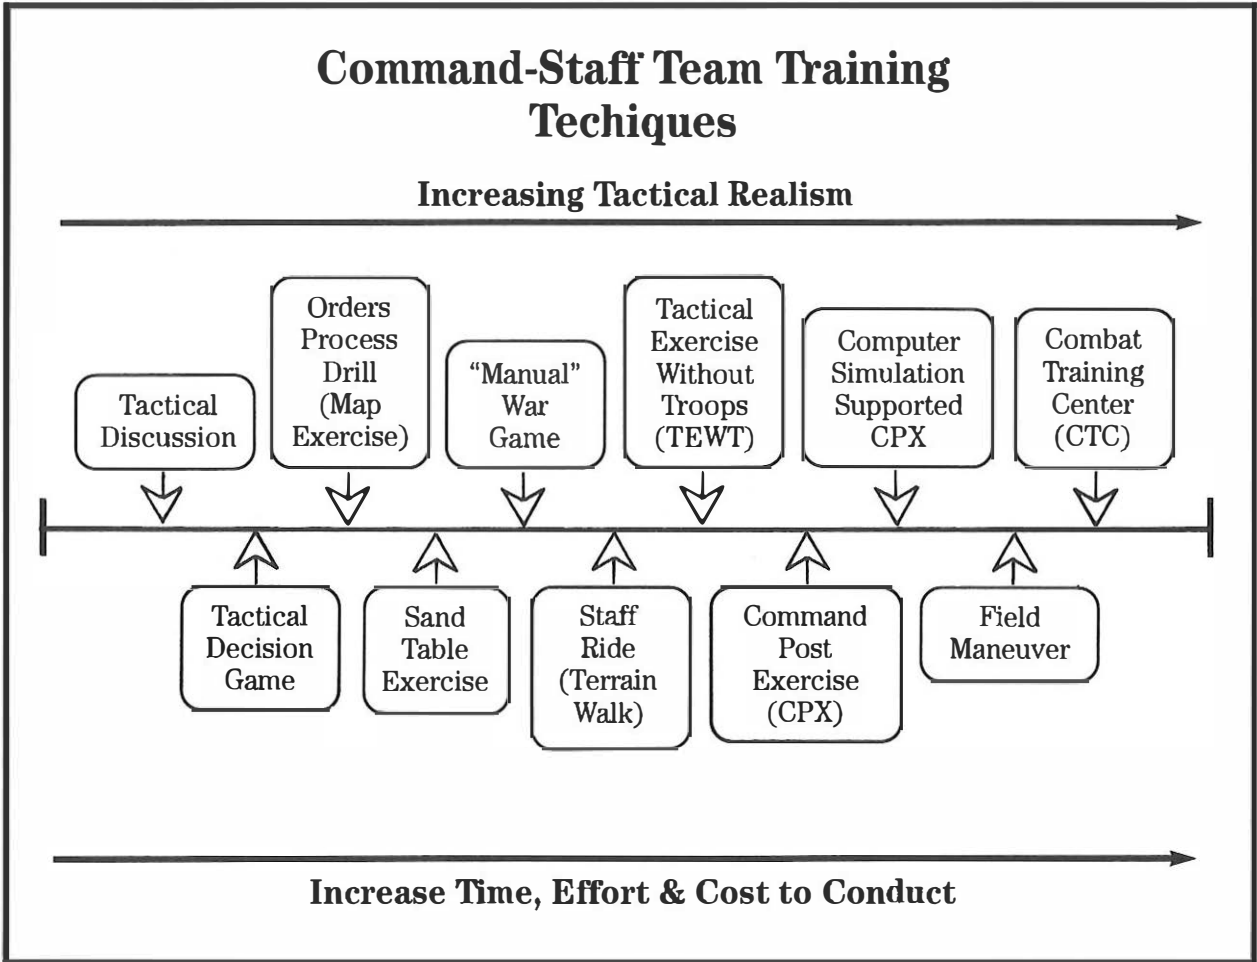 Command-Staff Team Training
Techiques
Increasing Tactical Realism
Tactical
Discussion
Orders
Process
Drill
(Map
Exercise)
“Manual”
War
Game
Tactical
Exercise
Without
Troops
(TEWT)
Computer
Simulation
Supported
CPX
Combat
Training
Center
(CTC)
Tactical
Decision
Game
Sand
Table
Exercise
Staff
Ride
(Terrain
Walk)
Command
Post
Exercise
(CPX)
Field
Maneuver
Increase Time, Effort & Cost to Conduct